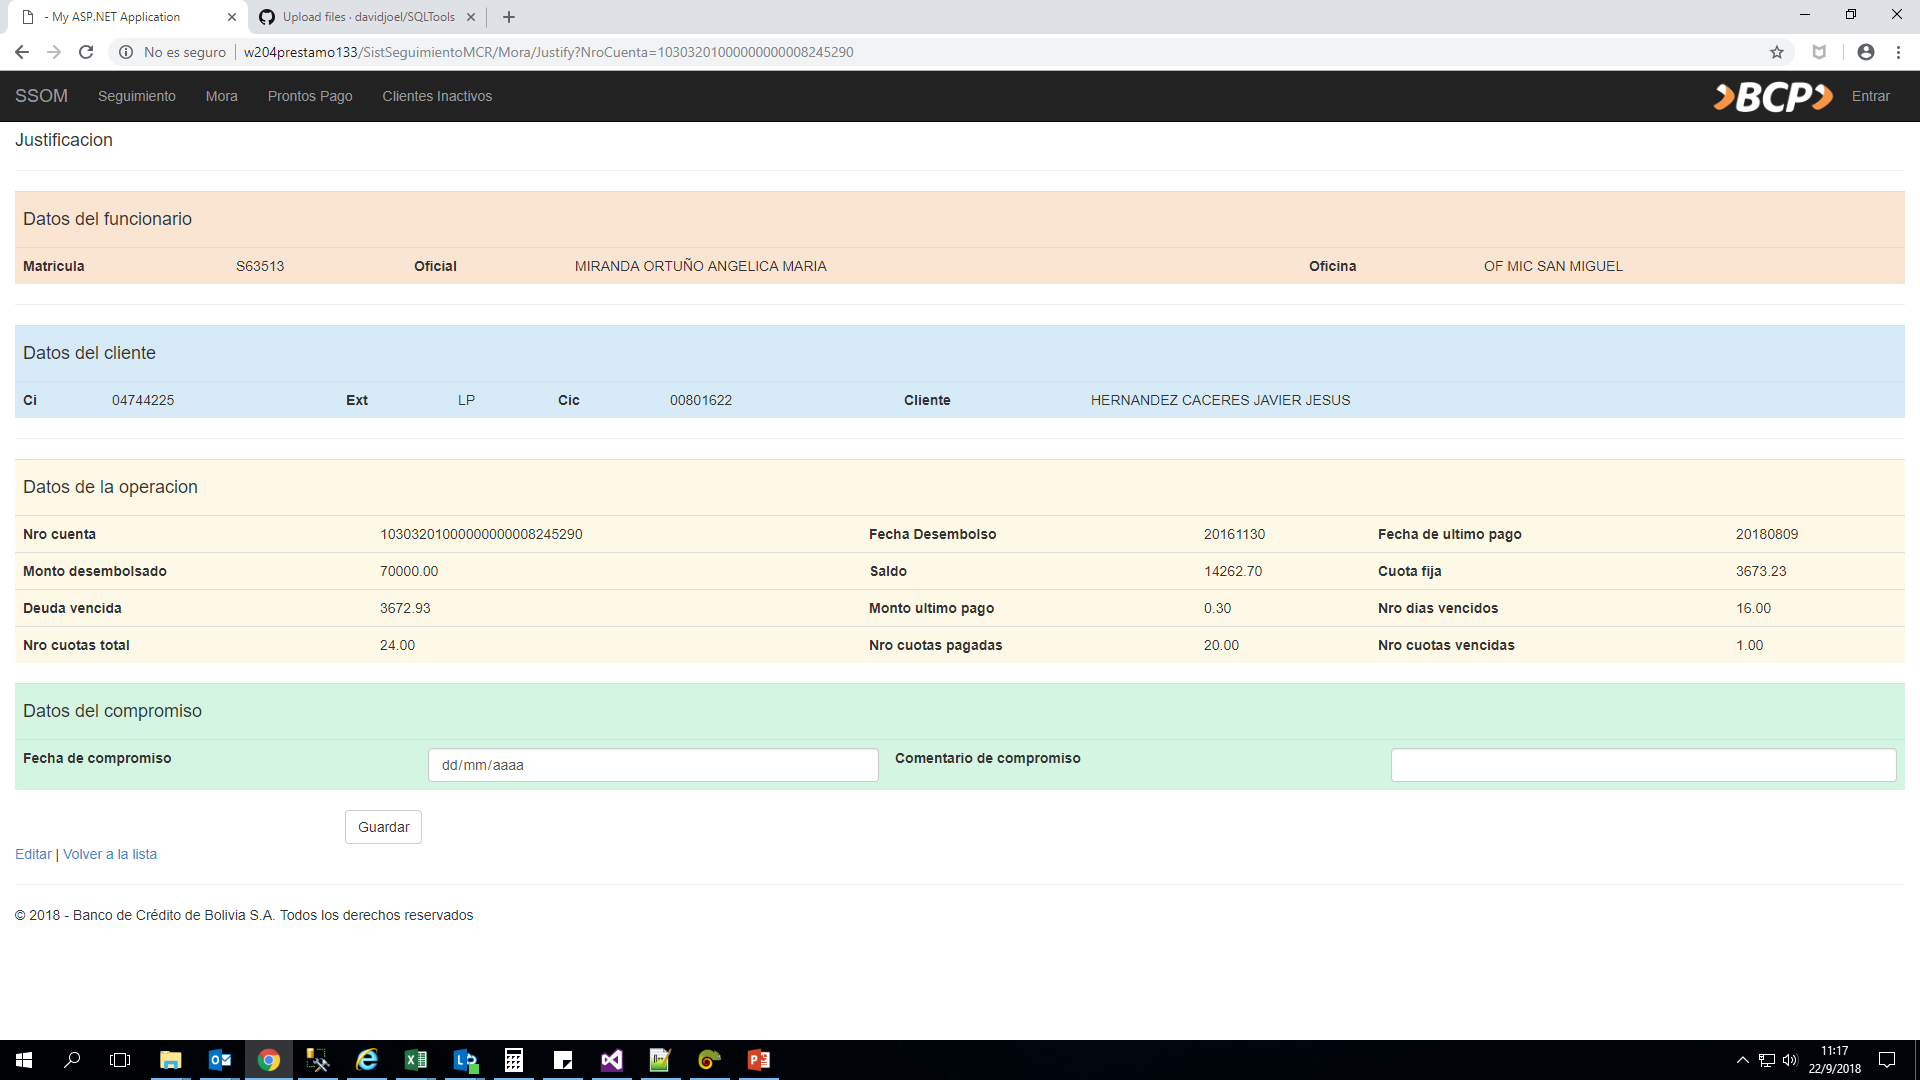 - My ASP.NET Application
Upload files · davidjoel/SQLTools
No es seguro
w204prestamo133/SistSeguimientoMCR/Mora/Justify?NroCuenta=10303201000000000008245290
SSOM Seguimiento Mora Prontos Pago Clientes Inactivos BCP Entrar
Justificacion
Datos del funcionario
Matricula S63513 Oficial MIRANDA ORTUÑO ANGELICA MARIA Oficina OF MIC SAN MIGUEL
Datos del cliente
Ci 04744225 Ext LP Cic 00801622 Cliente HERNANDEZ CACERES JAVIER JESUS
Datos de la operacion
Nro cuenta 10303201000000000008245290 Fecha Desembolso 20161130 Fecha de ultimo pago 20180809
Monto desembolsado 70000.00 Saldo 14262.70 Cuota fija 3673.23
Deuda vencida 3672.93 Monto ultimo pago 0.30 Nro dias vencidos 16.00
Nro cuotas total 24.00 Nro cuotas pagadas 20.00 Nro cuotas vencidas 1.00
Datos del compromiso
Fecha de compromiso dd/mm/aaaa Comentario de compromiso
Guardar
Editar | Volver a la lista
© 2018 - Banco de Crédito de Bolivia S.A. Todos los derechos reservados
11:17
22/9/2018